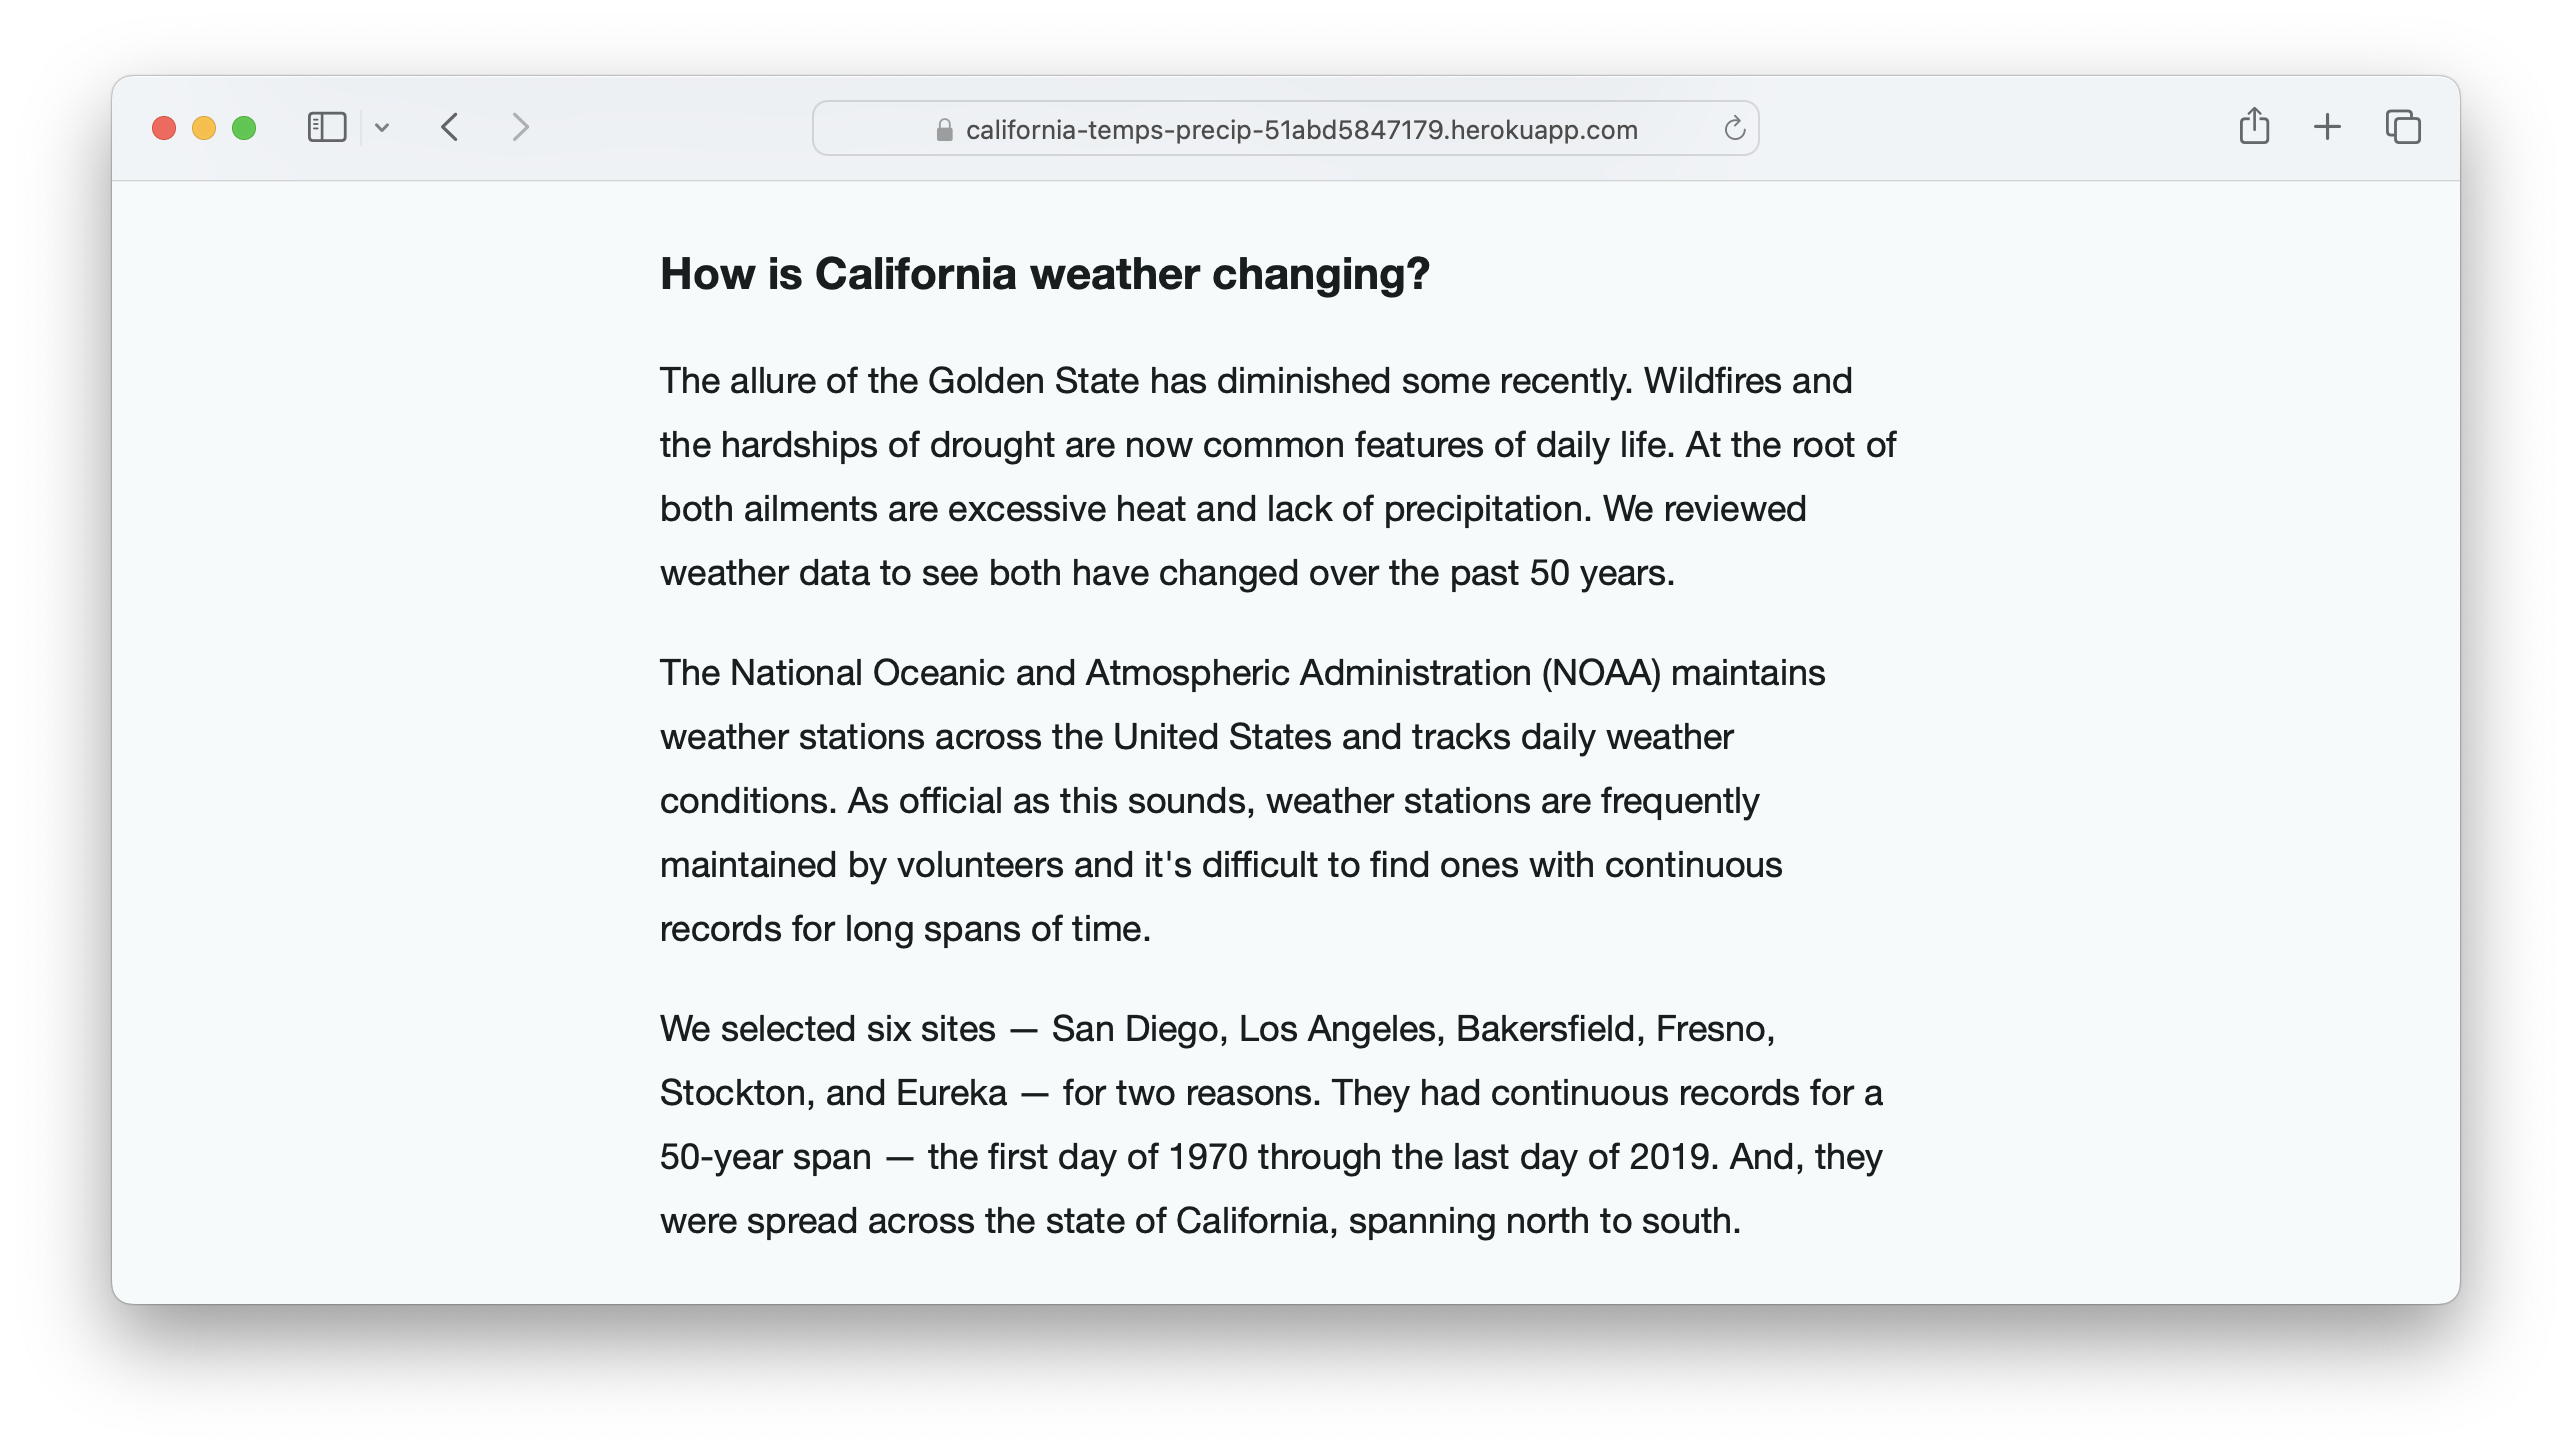 california-temps-precip-51abd5847179.herokuapp.com
How is California weather changing?
The allure of the Golden State has diminished some recently. Wildfires and
the hardships of drought are now common features of daily life. At the root of
both ailments are excessive heat and lack of precipitation. We reviewed
weather data to see both have changed over the past 50 years.
The National Oceanic and Atmospheric Administration (NOAA) maintains
weather stations across the United States and tracks daily weather
conditions. As official as this sounds, weather stations are frequently
maintained by volunteers and it's difficult to find ones with continuous
records for long spans of time.
We selected six sites — San Diego, Los Angeles, Bakersfield, Fresno,
Stockton, and Eureka — for two reasons. They had continuous records for a
50-year span — the first day of 1970 through the last day of 2019. And, they
were spread across the state of California, spanning north to south.